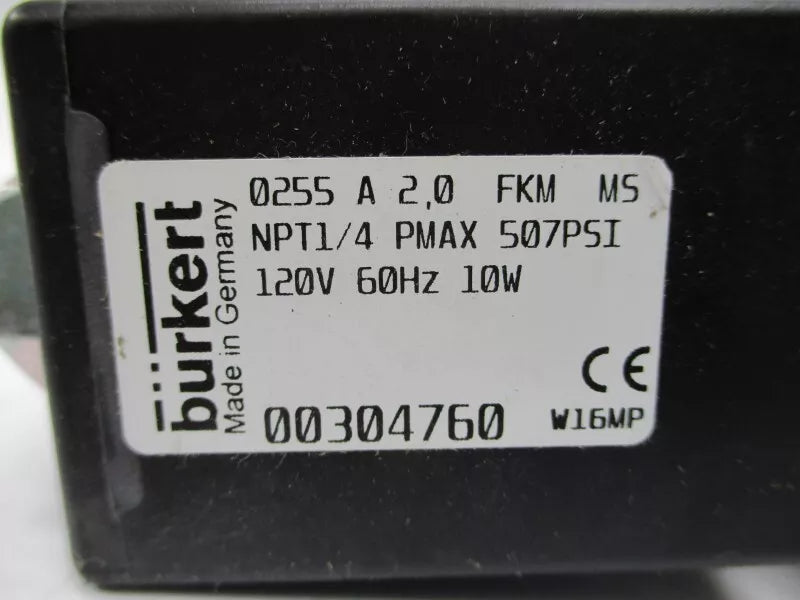 bürkert
Made in Germany
0255 A 2,0 FKM MS
NPT1/4 PMAX 507PSI
120V 60Hz 10W
CE
00304760 W16MP